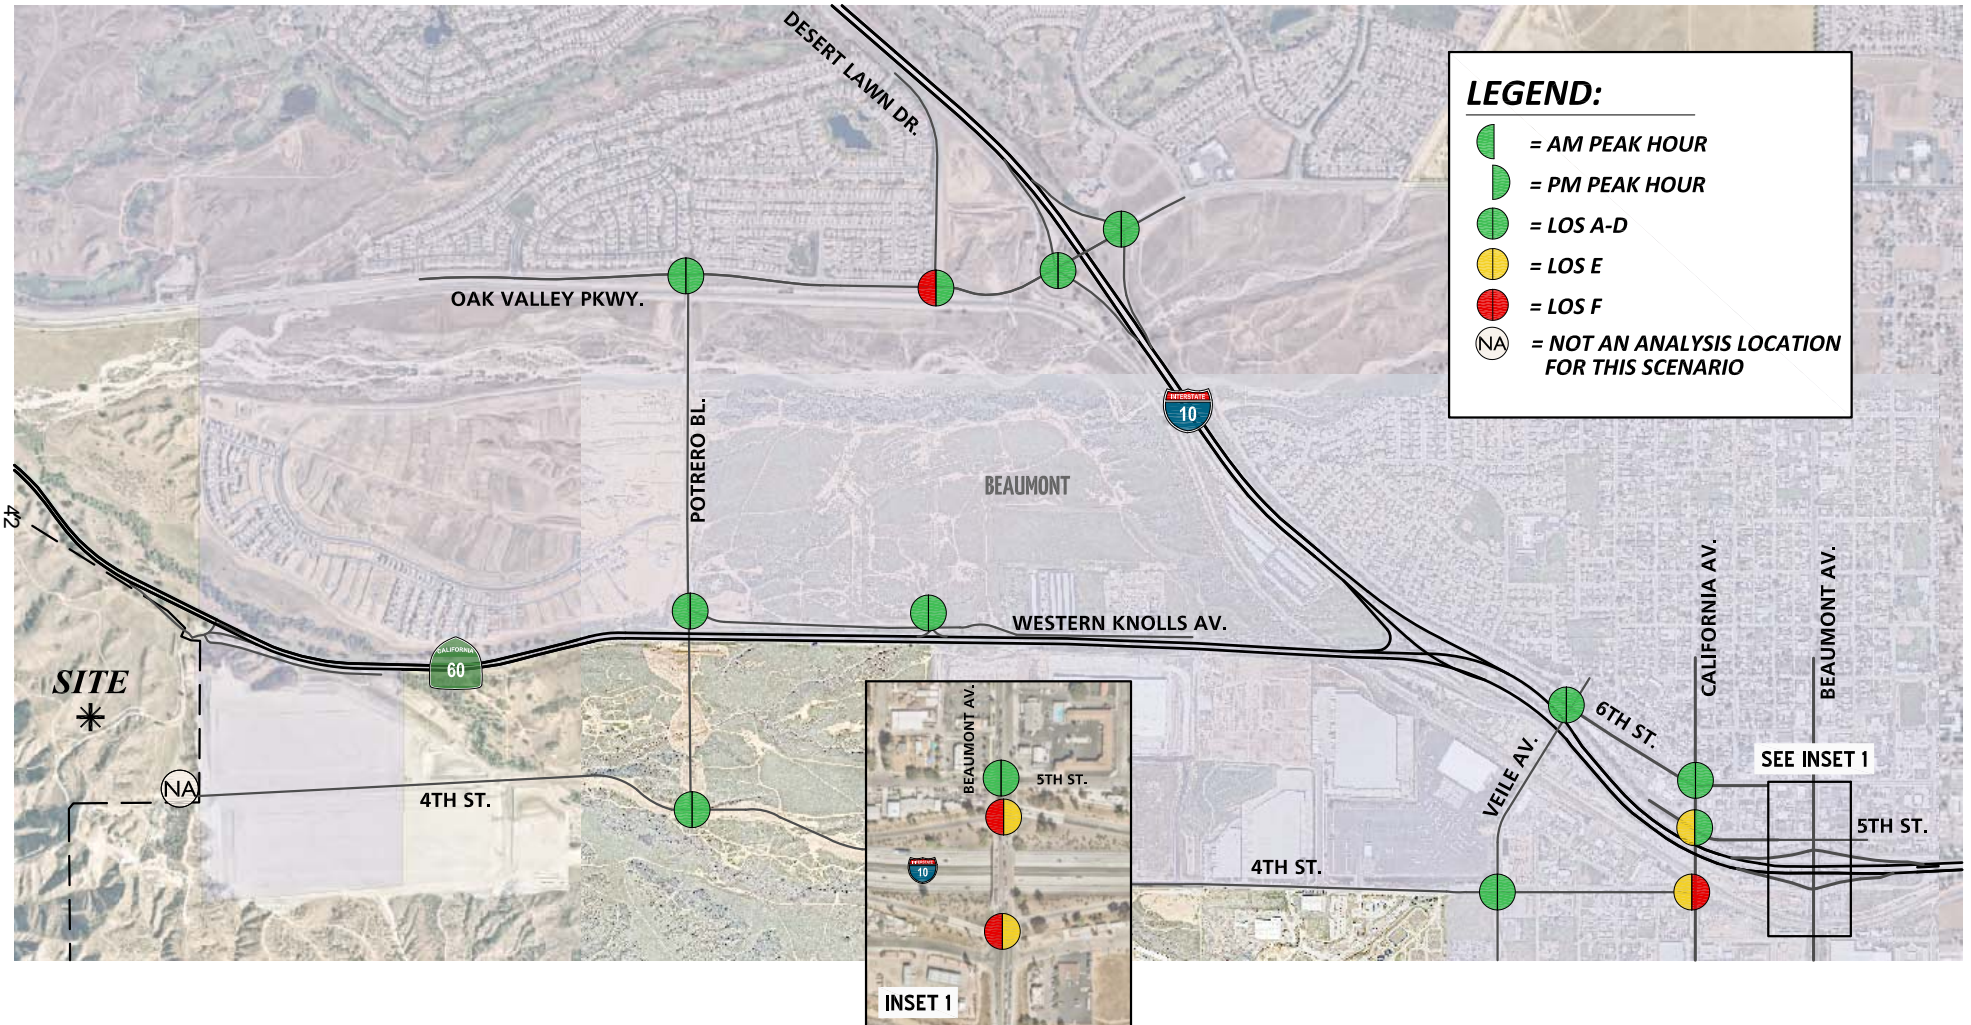 DESERT LAWN DR.
LEGEND:
= AM PEAK HOUR
= PM PEAK HOUR
= LOS A-D
= LOS E
= LOS F
NA
= NOT AN ANALYSIS LOCATION
FOR THIS SCENARIO
OAK VALLEY PKWY.
POTRERO BL.
INTERSTATE
10
BEAUMONT
42
WESTERN KNOLLS AV.
CALIFORNIA AV.
BEAUMONT AV.
CALIFORNIA
60
SITE
NA
4TH ST.
BEAUMONT AV.
5TH ST.
INTERSTATE
10
INSET 1
6TH ST.
VEILE AV.
SEE INSET 1
5TH ST.
4TH ST.